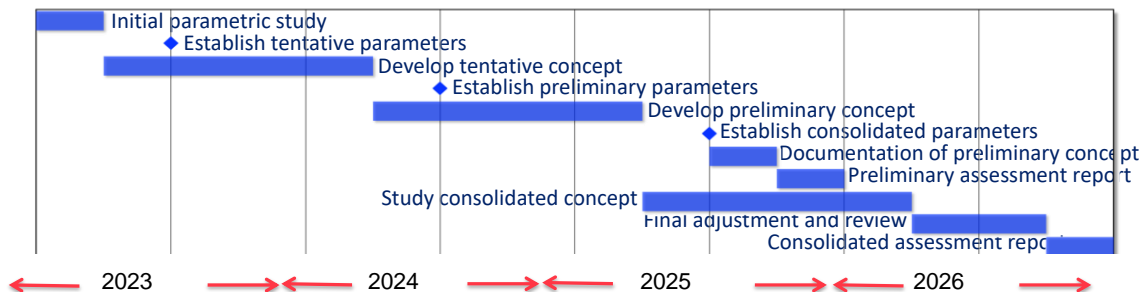 Initial parametric study
Establish tentative parameters
Develop tentative concept
Establish preliminary parameters
Develop preliminary concept
Establish consolidated parameters
Documentation of preliminary concept
Preliminary assessment report
Study consolidated concept
Final adjustment and review
Consolidated assessment report
2023 2024 2025 2026